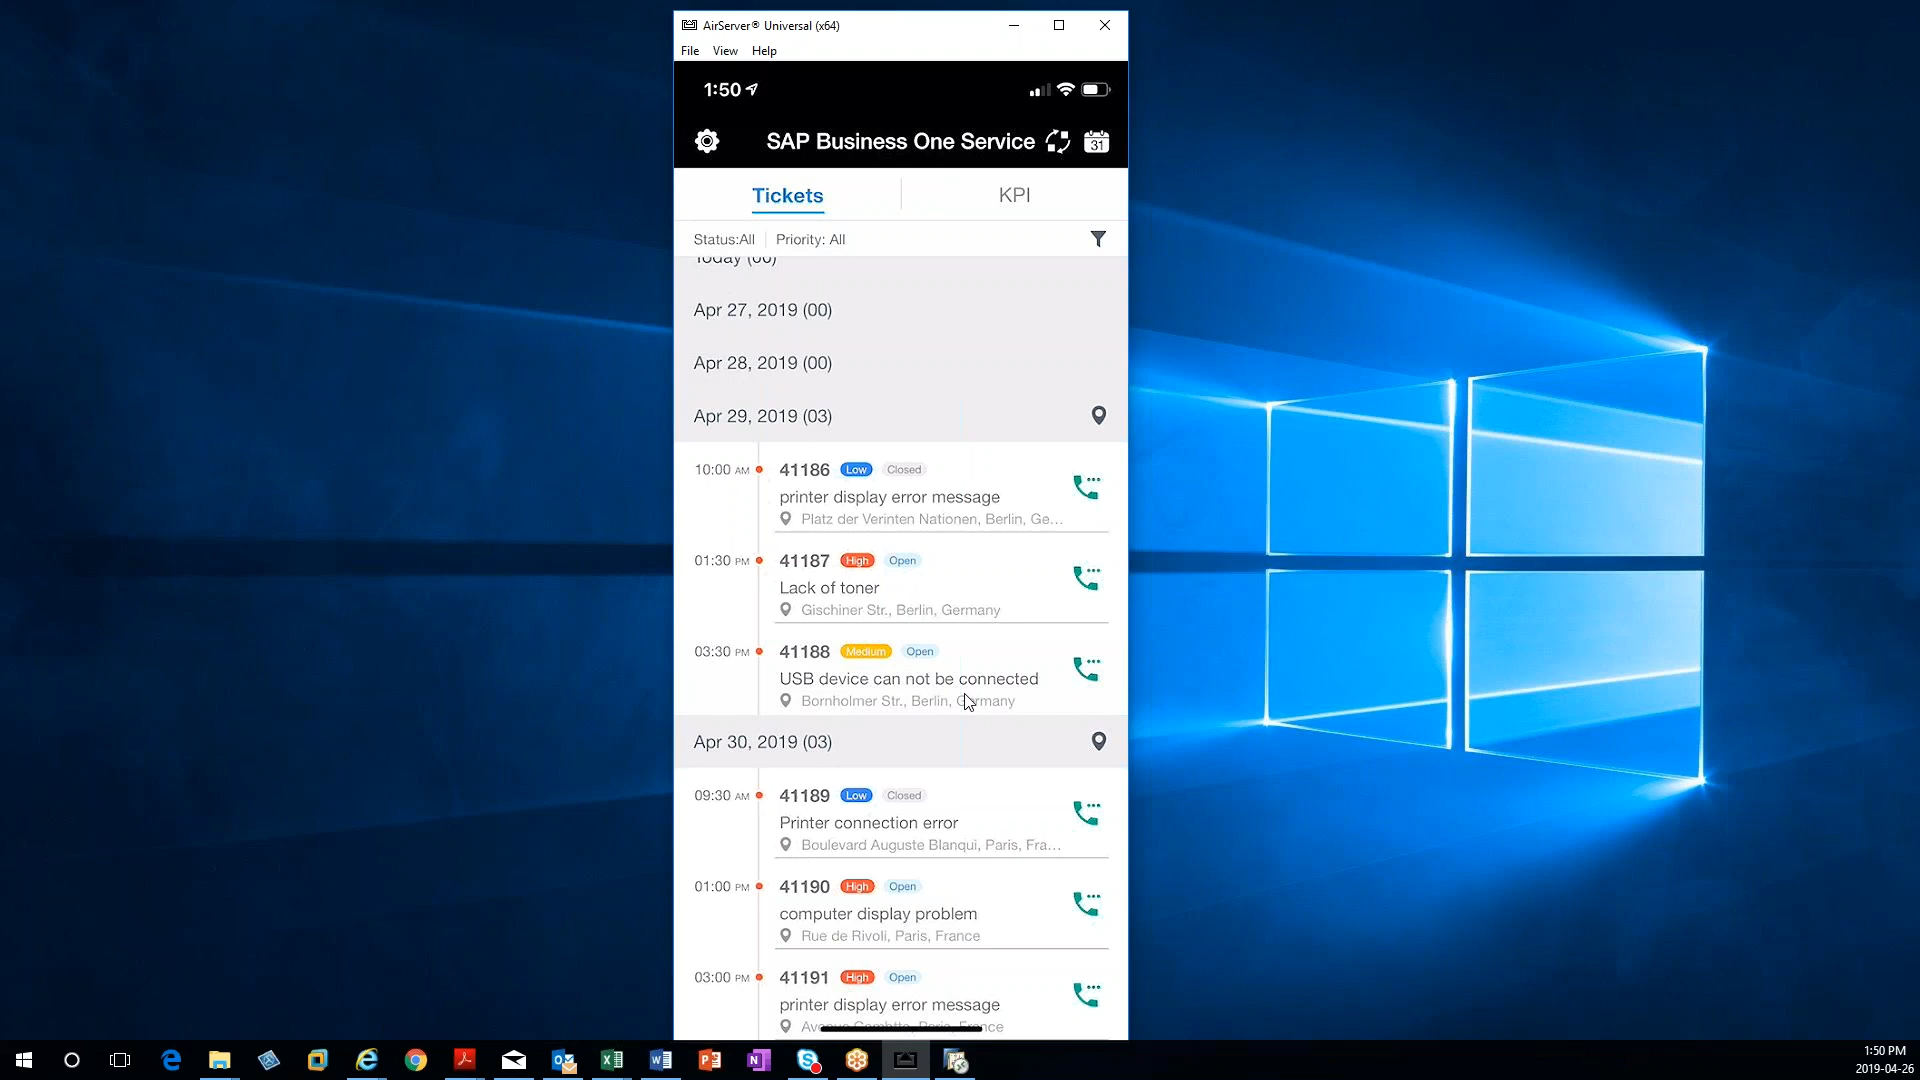 AirServer® Universal (x64)
File View Help
1:50
SAP Business One Service
31
Tickets KPI
Status:All Priority: All
Today (00)
Apr 27, 2019 (00)
Apr 28, 2019 (00)
Apr 29, 2019 (03)
10:00 AM 41186 Low Closed
printer display error message
Platz der Verinten Nationen, Berlin, Ge...
01:30 PM 41187 High Open
Lack of toner
Gischiner Str., Berlin, Germany
03:30 PM 41188 Medium Open
USB device can not be connected
Bornholmer Str., Berlin, Germany
Apr 30, 2019 (03)
09:30 AM 41189 Low Closed
Printer connection error
Boulevard Auguste Blanqui, Paris, Fra...
01:00 PM 41190 High Open
computer display problem
Rue de Rivoli, Paris, France
03:00 PM 41191 High Open
printer display error message
Paris, France
1:50 PM
2019-04-26